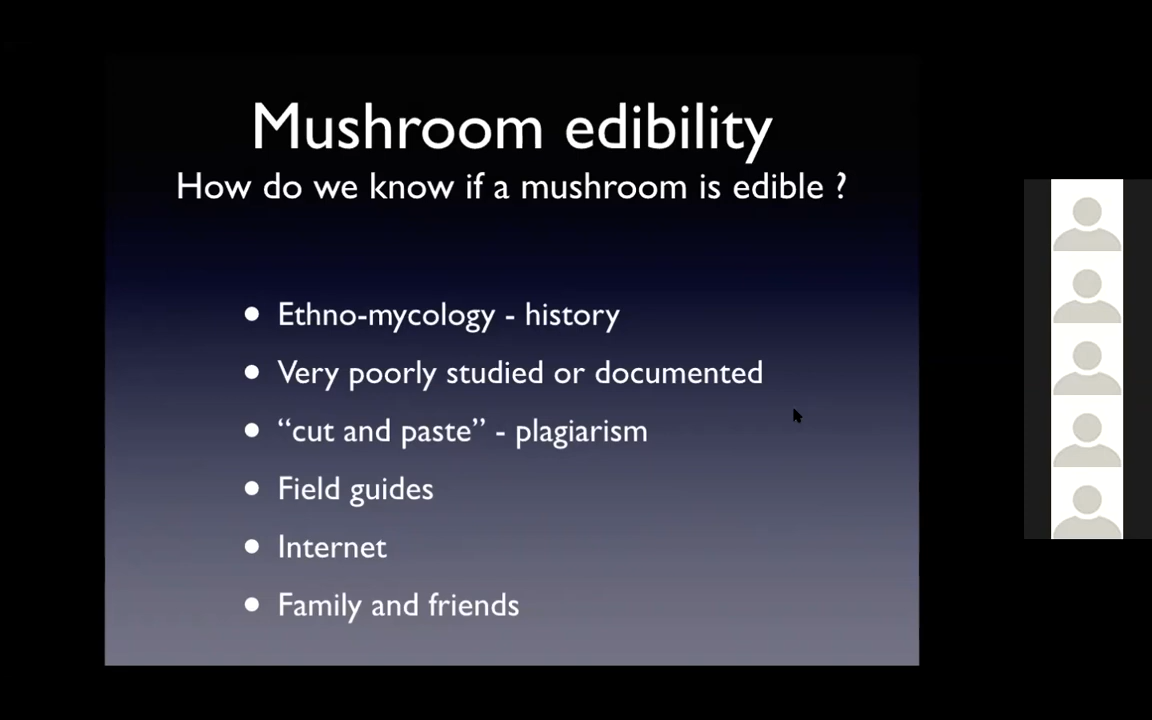 Mushroom edibility
How do we know if a mushroom is edible ?
• Ethno-mycology - history
• Very poorly studied or documented
• “cut and paste” - plagiarism
• Field guides
• Internet
• Family and friends